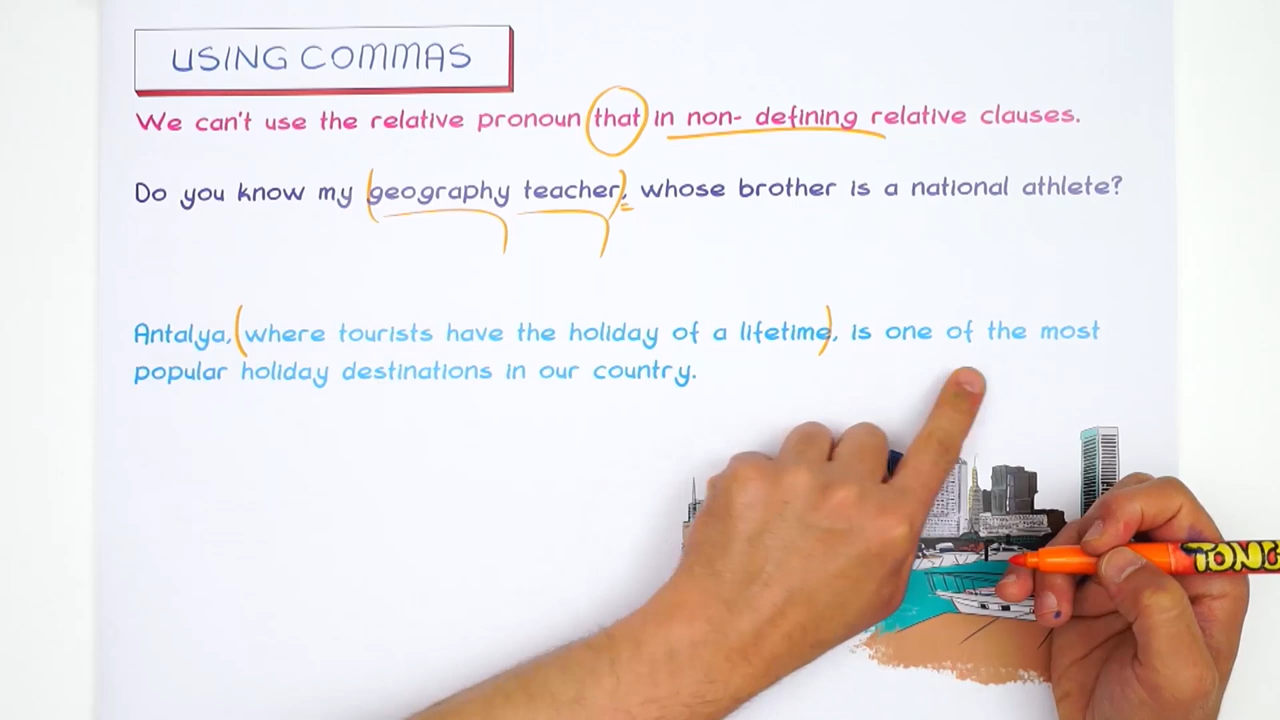 USING COMMAS
We can't use the relative pronoun that in non- defining relative clauses.
Do you know my geography teacher, whose brother is a national athlete?
Antalya, where tourists have the holiday of a lifetime, is one of the most
popular holiday destinations in our country.